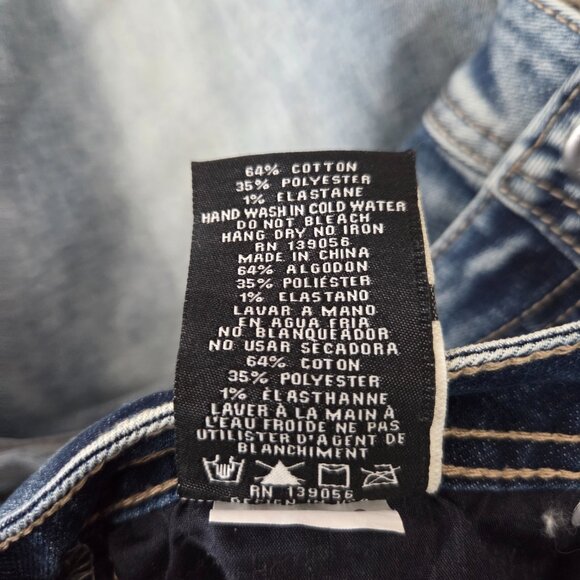 64% COTTON
35% POLYESTER
1% ELASTANE
HAND WASH IN COLD WATER
DO NOT BLEACH
HANG DRY NO IRON
RN 139056
MADE IN CHINA
64% ALGODON
35% POLIÉSTER
1% ELASTANO
LAVAR A MANO
EN AGUA FRIA
NO BLANQUEADOR
NO USAR SECADORA
64% COTON
35% POLYESTER
1% ÉLASTHANNE
LAVER À LA MAIN À
L'EAU FROIDE NE PAS
UTILISTER D'AGENT DE
BLANCHIMENT
RN 139056